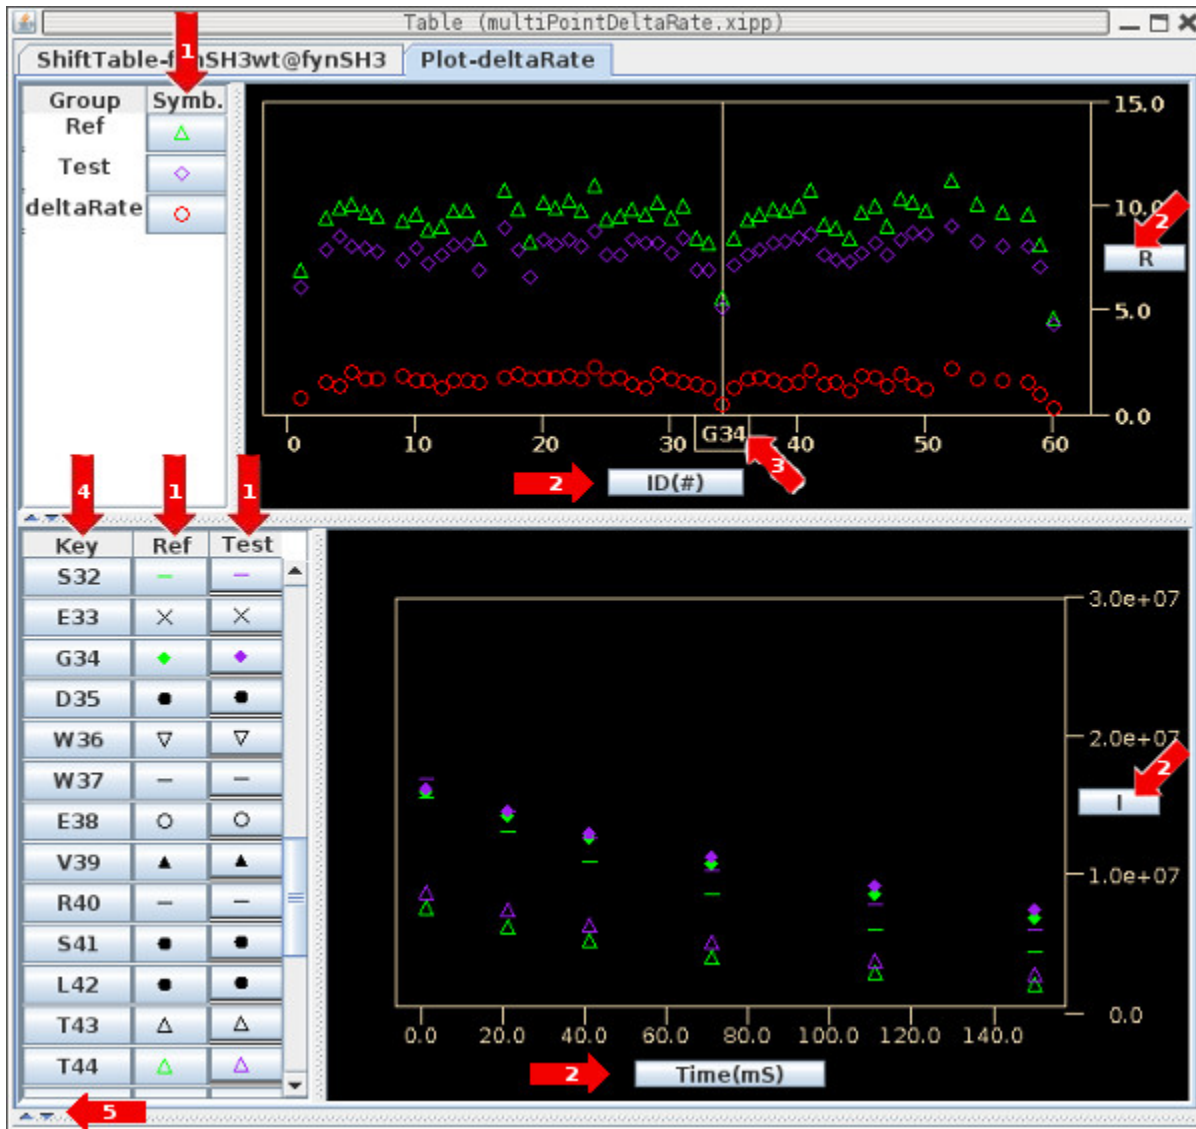 Table (multiPointDeltaRate.xipp)
1
Plot-deltaRate
Group Symb.
Ref
Test
deltaRate
15.0
10.0
2
R
5.0
0.0
0 10 20 30 G34 40 50 60
2 ID(#) 3
4 1 1
Key Ref Test
S32
E33
G34
D35
W36
W37
E38
V39
R40
S41
L42
T43
T44
3.0e+07
2.0e+07
2
I
1.0e+07
0.0
0.0 20.0 40.0 60.0 80.0 100.0 120.0 140.0
2 Time(mS)
5